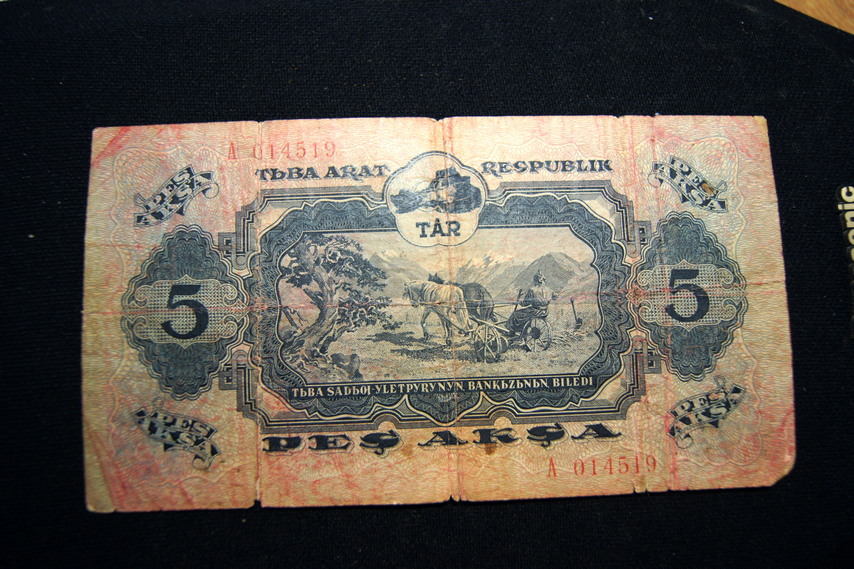 A 014519
TЬBA ARAT RESPUBLIK
PEŞ AKŞA
PEŞ AKŞA
TÂR
5
5
TЬBA SADЬƢ-YLETPYRYNYN BANKЬZЬNЬN BILEDI
PEŞ AKŞA
PEŞ AKŞA
PEŞ AKŞA
A 014519